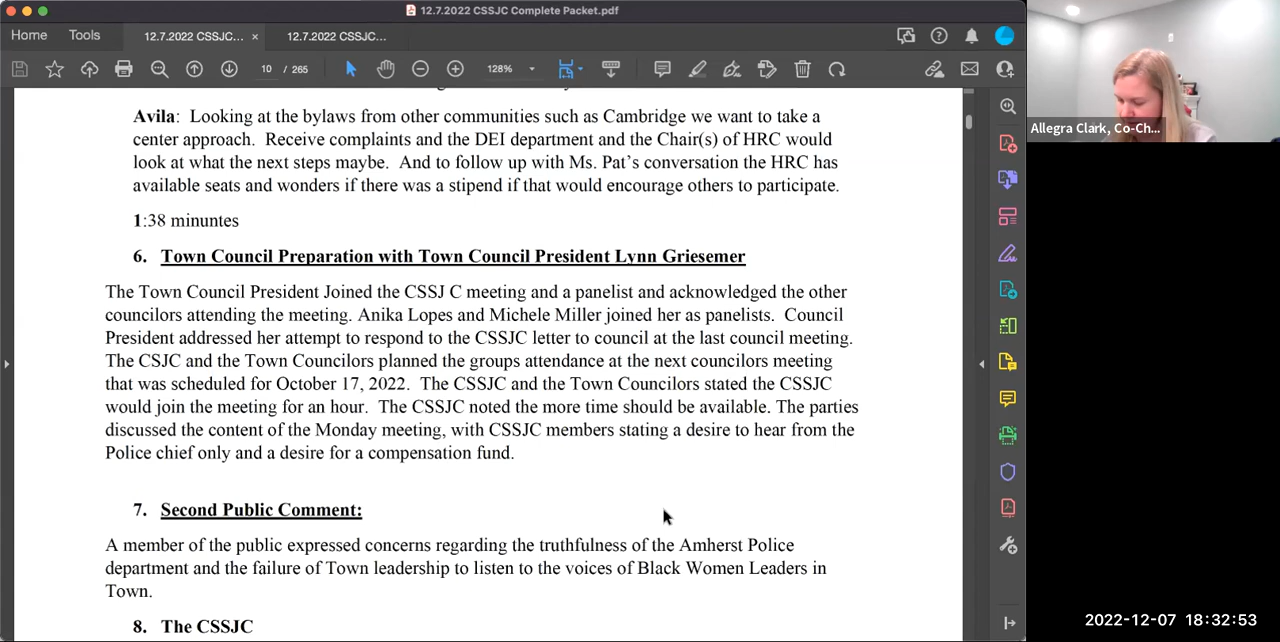 12.7.2022 CSSJC Complete Packet.pdf
Home Tools 12.7.2022 CSSJC... × 12.7.2022 CSSJC...
10 / 265 128%
Avila: Looking at the bylaws from other communities such as Cambridge we want to take a
center approach. Receive complaints and the DEI department and the Chair(s) of HRC would
look at what the next steps maybe. And to follow up with Ms. Pat's conversation the HRC has
available seats and wonders if there was a stipend if that would encourage others to participate.
1:38 minuntes
6. Town Council Preparation with Town Council President Lynn Griesemer
The Town Council President Joined the CSSJ C meeting and a panelist and acknowledged the other
councilors attending the meeting. Anika Lopes and Michele Miller joined her as panelists. Council
President addressed her attempt to respond to the CSSJC letter to council at the last council meeting.
The CSJC and the Town Councilors planned the groups attendance at the next councilors meeting
that was scheduled for October 17, 2022. The CSSJC and the Town Councilors stated the CSSJC
would join the meeting for an hour. The CSSJC noted the more time should be available. The parties
discussed the content of the Monday meeting, with CSSJC members stating a desire to hear from the
Police chief only and a desire for a compensation fund.
7. Second Public Comment:
A member of the public expressed concerns regarding the truthfulness of the Amherst Police
department and the failure of Town leadership to listen to the voices of Black Women Leaders in
Town.
8. The CSSJC
Allegra Clark, Co-Ch...
2022-12-07 18:32:53